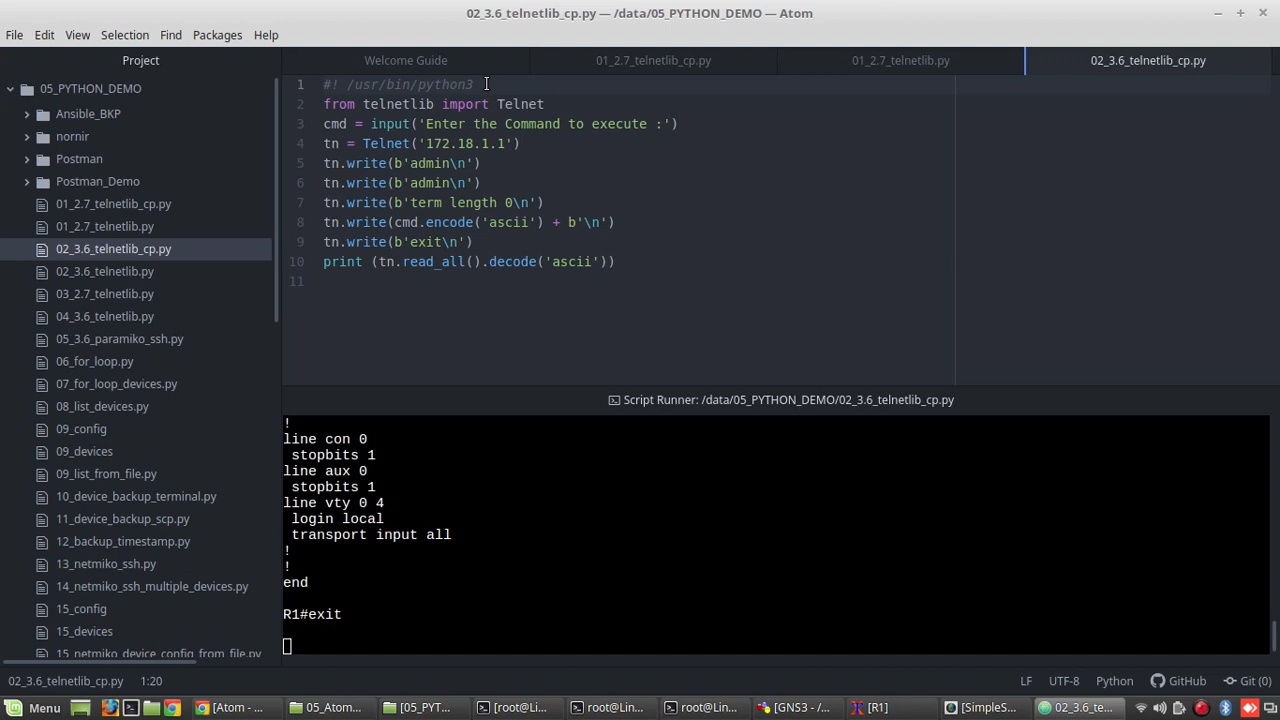 02_3.6_telnetlib_cp.py — /data/05_PYTHON_DEMO — Atom
File Edit View Selection Find Packages Help
Project
05_PYTHON_DEMO
Ansible_BKP
nornir
Postman
Postman_Demo
01_2.7_telnetlib_cp.py
01_2.7_telnetlib.py
02_3.6_telnetlib_cp.py
02_3.6_telnetlib.py
03_2.7_telnetlib.py
04_3.6_telnetlib.py
05_3.6_paramiko_ssh.py
06_for_loop.py
07_for_loop_devices.py
08_list_devices.py
09_config
09_devices
09_list_from_file.py
10_device_backup_terminal.py
11_device_backup_scp.py
12_backup_timestamp.py
13_netmiko_ssh.py
14_netmiko_ssh_multiple_devices.py
15_config
15_devices
15_netmiko_device_config_from_file.py
Welcome Guide 01_2.7_telnetlib_cp.py 01_2.7_telnetlib.py 02_3.6_telnetlib_cp.py
1 #! /usr/bin/python3
2 from telnetlib import Telnet
3 cmd = input('Enter the Command to execute :')
4 tn = Telnet('172.18.1.1')
5 tn.write(b'admin\n')
6 tn.write(b'admin\n')
7 tn.write(b'term length 0\n')
8 tn.write(cmd.encode('ascii') + b'\n')
9 tn.write(b'exit\n')
10 print (tn.read_all().decode('ascii'))
11
Script Runner: /data/05_PYTHON_DEMO/02_3.6_telnetlib_cp.py
!
line con 0
stopbits 1
line aux 0
stopbits 1
line vty 0 4
login local
transport input all
!
!
end
R1#exit
02_3.6_telnetlib_cp.py 1:20 LF UTF-8 Python GitHub Git (0)
Menu [Atom - ... 05_Atom... [05_PYT... [root@Li... root@Lin... root@Lin... [GNS3 - ... [R1] [SimpleS... 02_3.6_te...